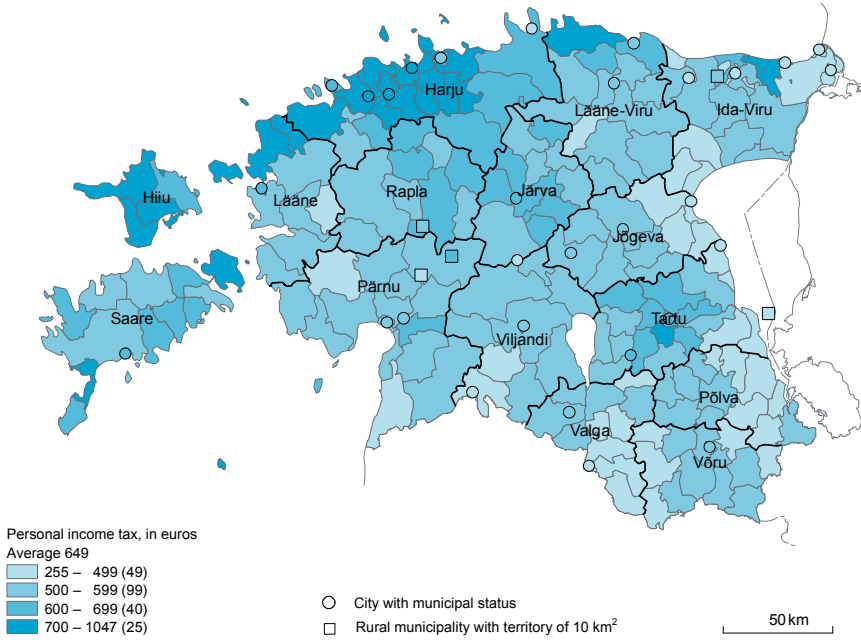 Harju
Lääne-Viru
Ida-Viru
Hiiu
Lääne
Rapla
Järva
Jõgeva
Saare
Pärnu
Viljandi
Tartu
Põlva
Valga
Võru
Personal income tax, in euros
Average 649
255 – 499 (49)
500 – 599 (99)
600 – 699 (40)
700 – 1047 (25)
City with municipal status
Rural municipality with territory of 10 km²
50 km